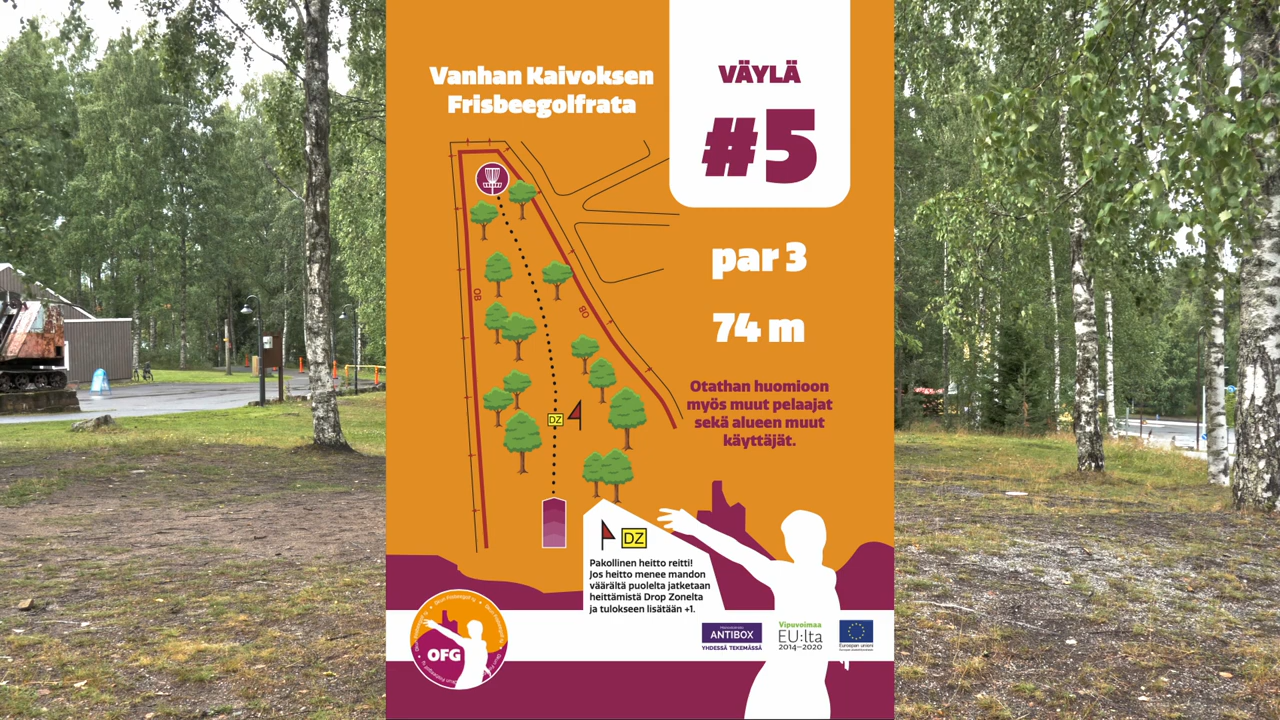 Vanhan Kaivoksen
Frisbeegolfrata
VÄYLÄ
#5
par 3
74 m
OB
OB
DZ
Otathan huomioon
myös muut pelaajat
sekä alueen muut
käyttäjät.
DZ
Pakollinen heitto reitti!
Jos heitto menee mandon
väärältä puolelta jatketaan
heittämistä Drop Zonelta
ja tulokseen lisätään +1.
OFG
ANTIBOX
YHDESSÄ TEKEMÄSSÄ
Vipuvoimaa
EU:lta
2014–2020
Euroopan unioni